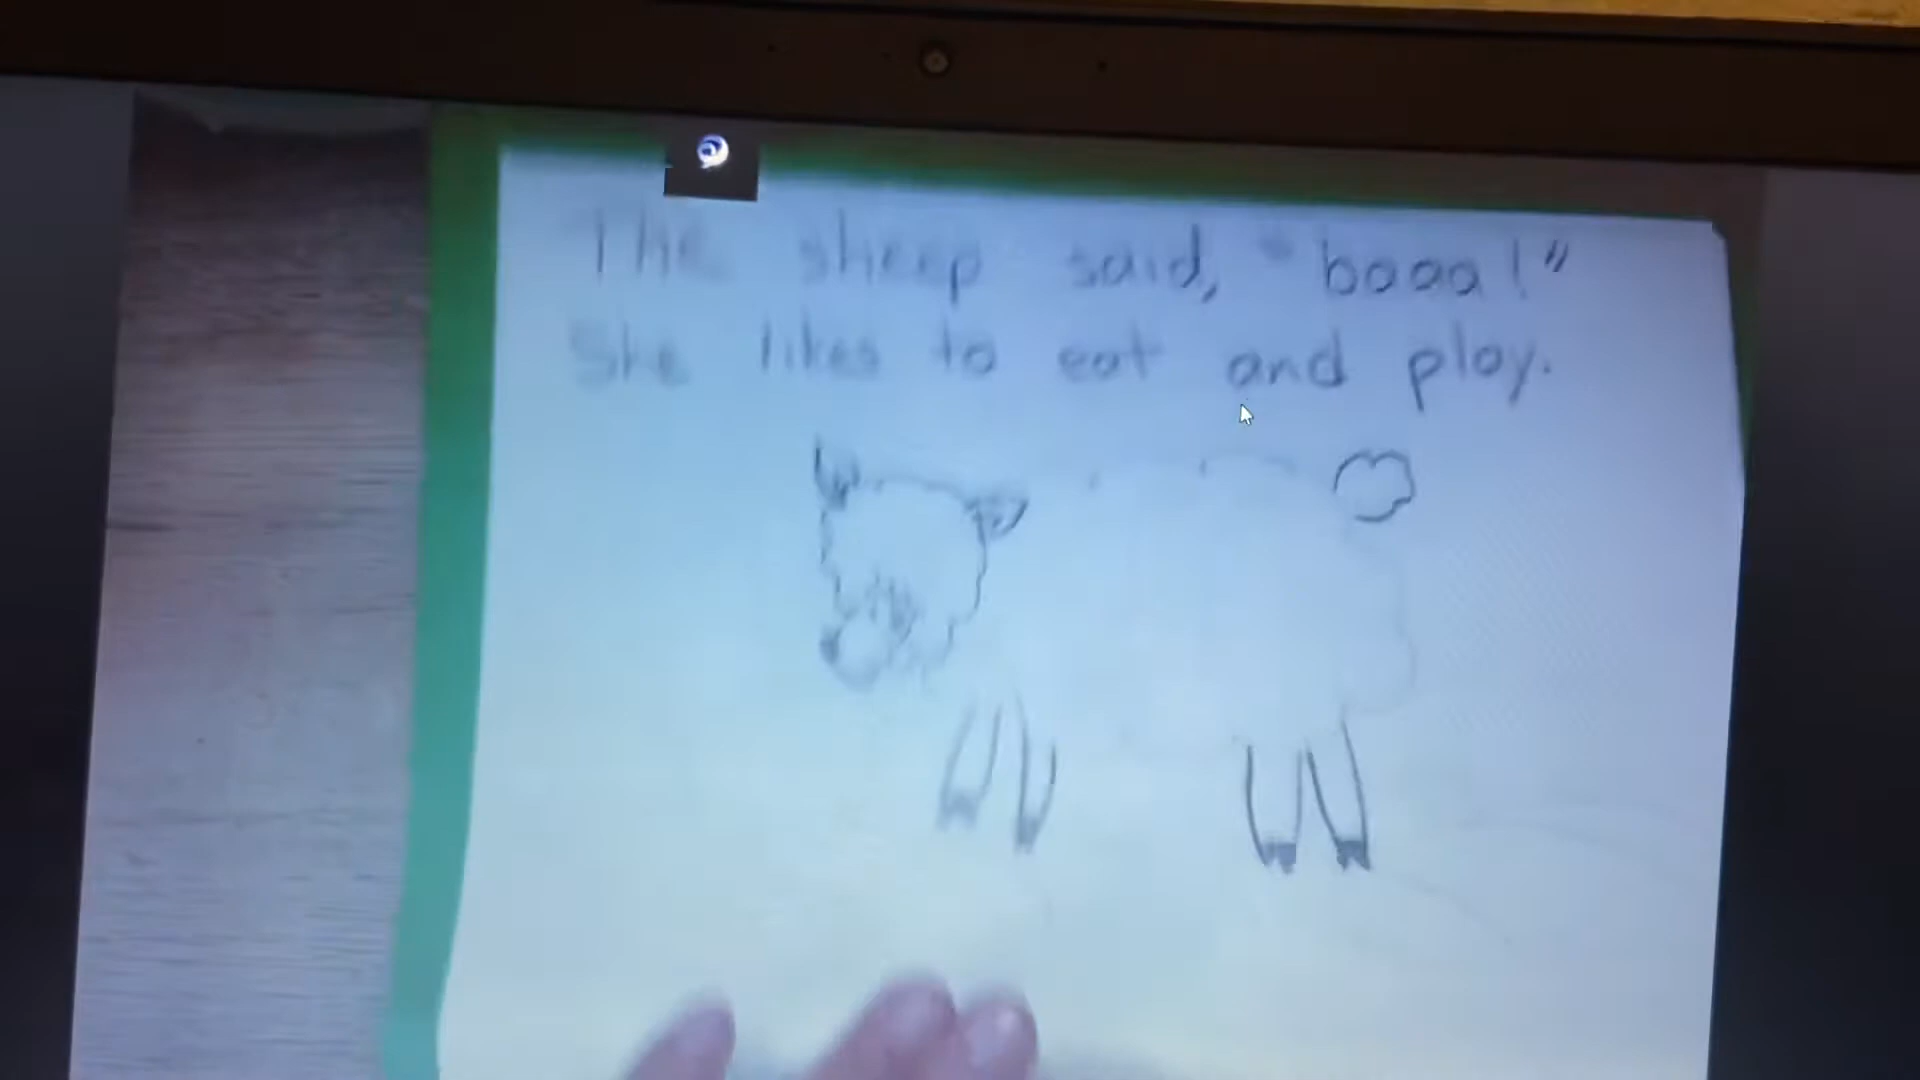 The sheep said, "baaa!"
She likes to eat and play.